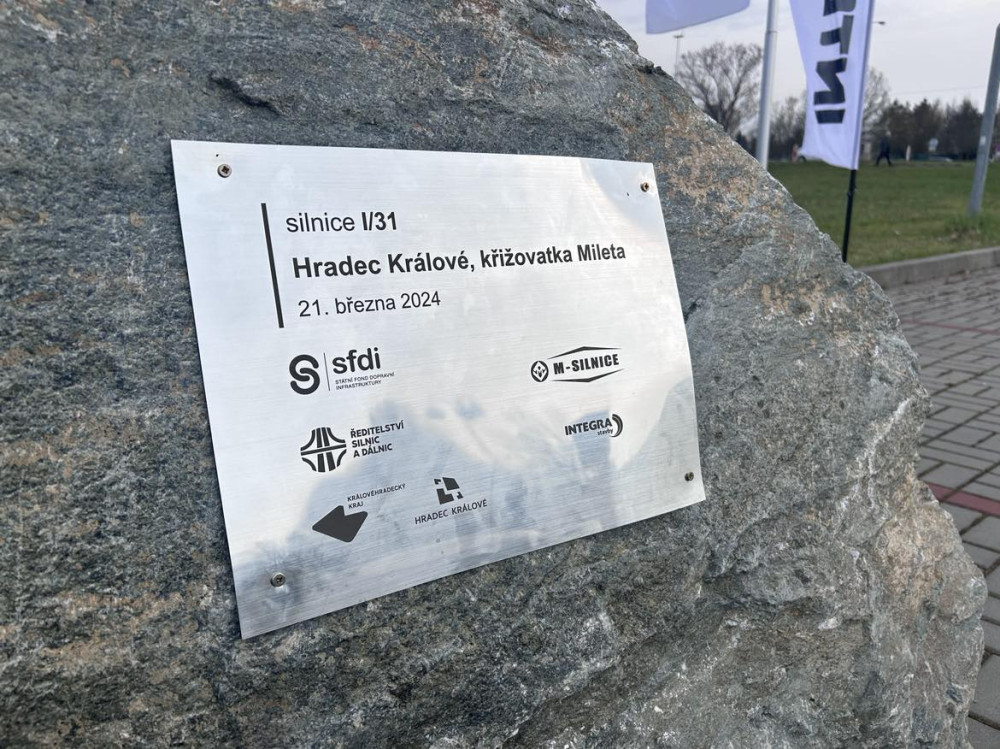 silnice I/31
Hradec Králové, křižovatka Mileta
21. března 2024
sfdi
STÁTNÍ FOND DOPRAVNÍ
INFRASTRUKTURY
M-SILNICE
ŘEDITELSTVÍ
SILNIC
A DÁLNIC
INTEGRA
stavby
KRÁLOVÉHRADECKÝ
KRAJ
HRADEC KRÁLOVÉ